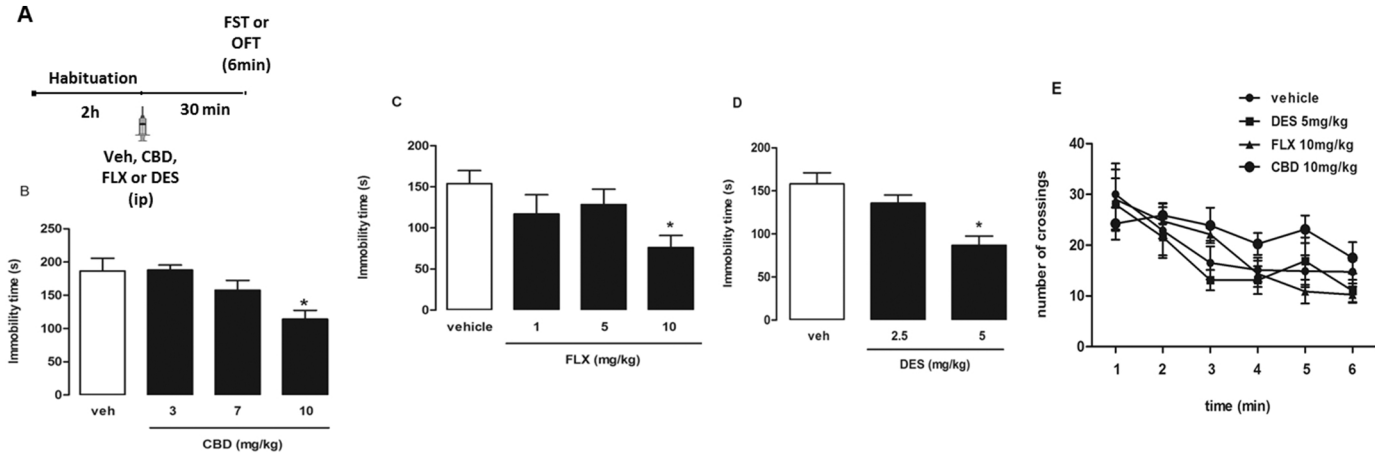 A
FST or
OFT
(6min)
Habituation
2h
30 min
Veh, CBD,
FLX or DES
(ip)
B
Immobility time (s)
250
200
150
100
50
0
*
veh
3
7
10
CBD (mg/kg)
C
Immobility time (s)
200
150
100
50
0
*
vehicle
1
5
10
FLX (mg/kg)
D
Immobility time (s)
200
150
100
50
0
*
veh
2.5
5
DES (mg/kg)
E
vehicle
DES 5mg/kg
FLX 10mg/kg
CBD 10mg/kg
number of crossings
40
30
20
10
0
1
2
3
4
5
6
time (min)